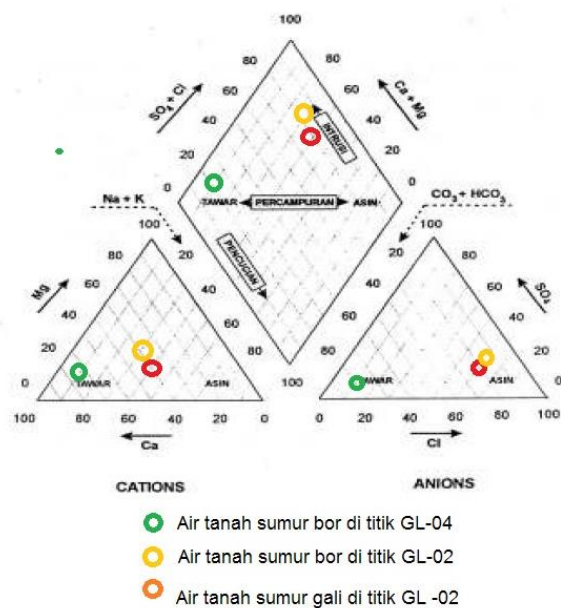 100
80
80
60
60
SO₄ + Cl
Ca + Mg
40
40
INTRUSI
20
20
0
0
Na + K
TAWAR
PERCAMPURAN
ASIN
CO₃ + HCO₃
100
100
PENCUCIAN
80
20
20
80
Mg
SO₄
60
40
40
60
40
60
60
40
20
80
80
20
TAWAR
ASIN
AWAR
ASIN
0
100
100
100
0
100
80
60
40
20
0
0
20
40
60
80
100
Ca
Cl
CATIONS
ANIONS
Air tanah sumur bor di titik GL-04
Air tanah sumur bor di titik GL-02
Air tanah sumur gali di titik GL -02